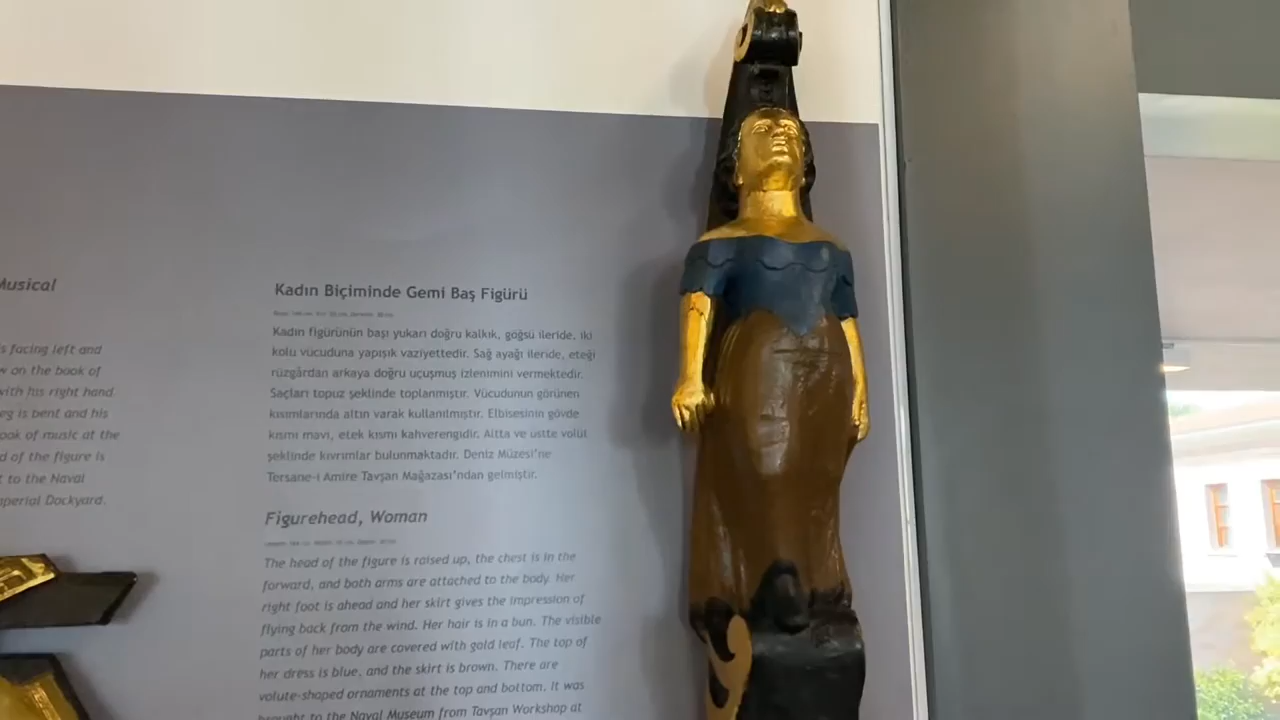 Musical
s facing left and
w on the book of
with his right hand.
eg is bent and his
ook of music at the
d of the figure is
t to the Naval
mperial Dockyard.
Kadın Biçiminde Gemi Baş Figürü
Kadın figürünün başı yukarı doğru kalkık, göğsü ileride, iki
kolu vücuduna yapışık vaziyettedir. Sağ ayağı ileride, eteği
rüzgârdan arkaya doğru uçuşmuş izlenimini vermektedir.
Saçları topuz şeklinde toplanmıştır. Vücudunun görünen
kısımlarında altın varak kullanılmıştır. Elbisesinin gövde
kısmı mavi, etek kısmı kahverengidir. Altta ve üstte volüt
şeklinde kıvrımlar bulunmaktadır. Deniz Müzesi'ne
Tersane-i Amire Tavşan Mağazası'ndan gelmiştir.
Figurehead, Woman
The head of the figure is raised up, the chest is in the
forward, and both arms are attached to the body. Her
right foot is ahead and her skirt gives the impression of
flying back from the wind. Her hair is in a bun. The visible
parts of her body are covered with gold leaf. The top of
her dress is blue, and the skirt is brown. There are
volute-shaped ornaments at the top and bottom. It was
brought to the Naval Museum from Tavşan Workshop at